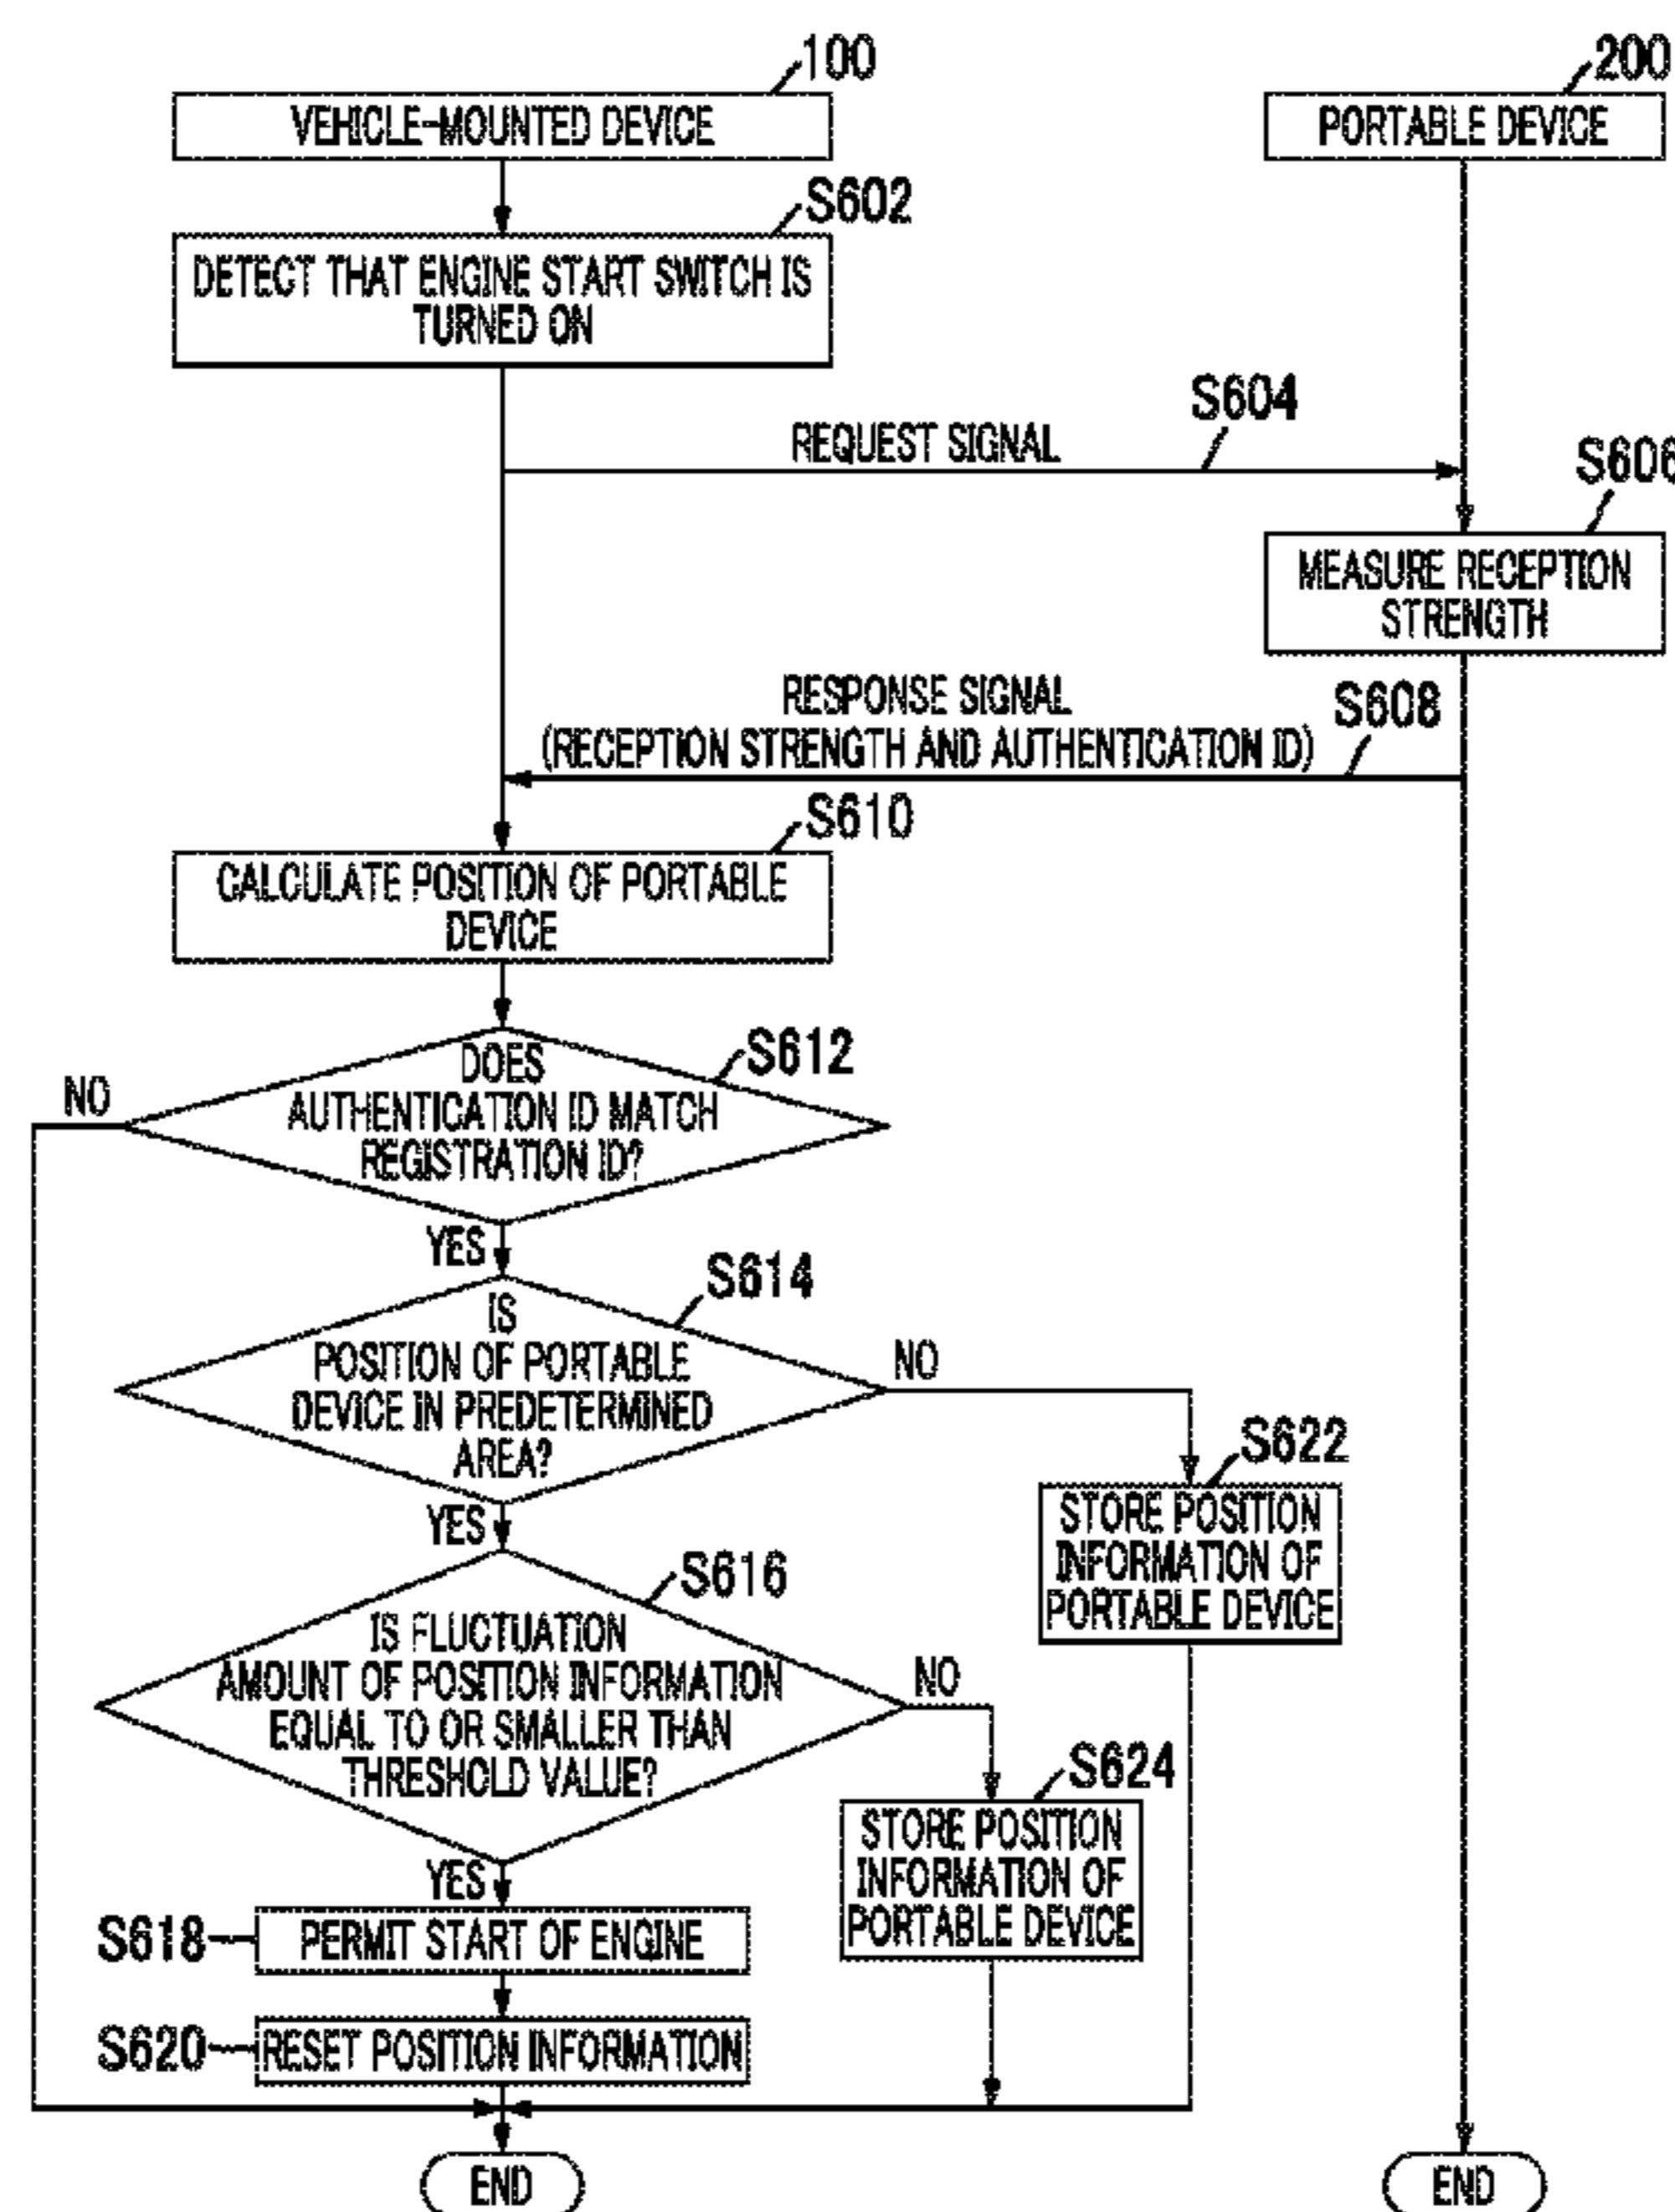 100
200
VEHICLE-MOUNTED DEVICE
PORTABLE DEVICE
S602
DETECT THAT ENGINE START SWITCH IS
TURNED ON
S604
REQUEST SIGNAL
S606
MEASURE RECEPTION
STRENGTH
RESPONSE SIGNAL
S608
(RECEPTION STRENGTH AND AUTHENTICATION ID)
S610
CALCULATE POSITION OF PORTABLE
DEVICE
S612
DOES
NO
AUTHENTICATION ID MATCH
REGISTRATION ID?
YES
S614
IS
POSITION OF PORTABLE
NO
DEVICE IN PREDETERMINED
AREA?
YES
S622
STORE POSITION
INFORMATION OF
PORTABLE DEVICE
S616
IS FLUCTUATION
AMOUNT OF POSITION INFORMATION
NO
EQUAL TO OR SMALLER THAN
THRESHOLD VALUE?
YES
S624
STORE POSITION
INFORMATION OF
PORTABLE DEVICE
S618
PERMIT START OF ENGINE
S620
RESET POSITION INFORMATION
END
END